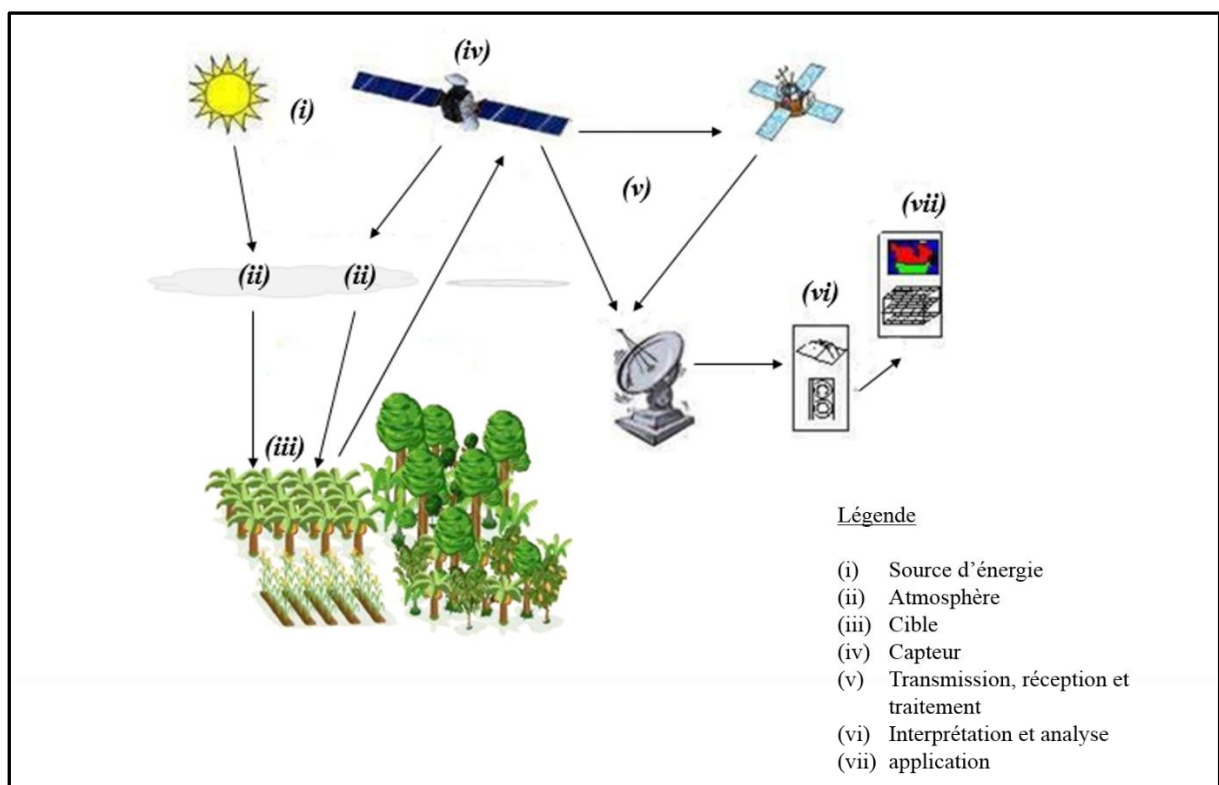 (iv)
(i)
(v)
(vii)
(ii)
(ii)
(vi)
(iii)
Légende
(i) Source d’énergie
(ii) Atmosphère
(iii) Cible
(iv) Capteur
(v) Transmission, réception et
traitement
(vi) Interprétation et analyse
(vii) application